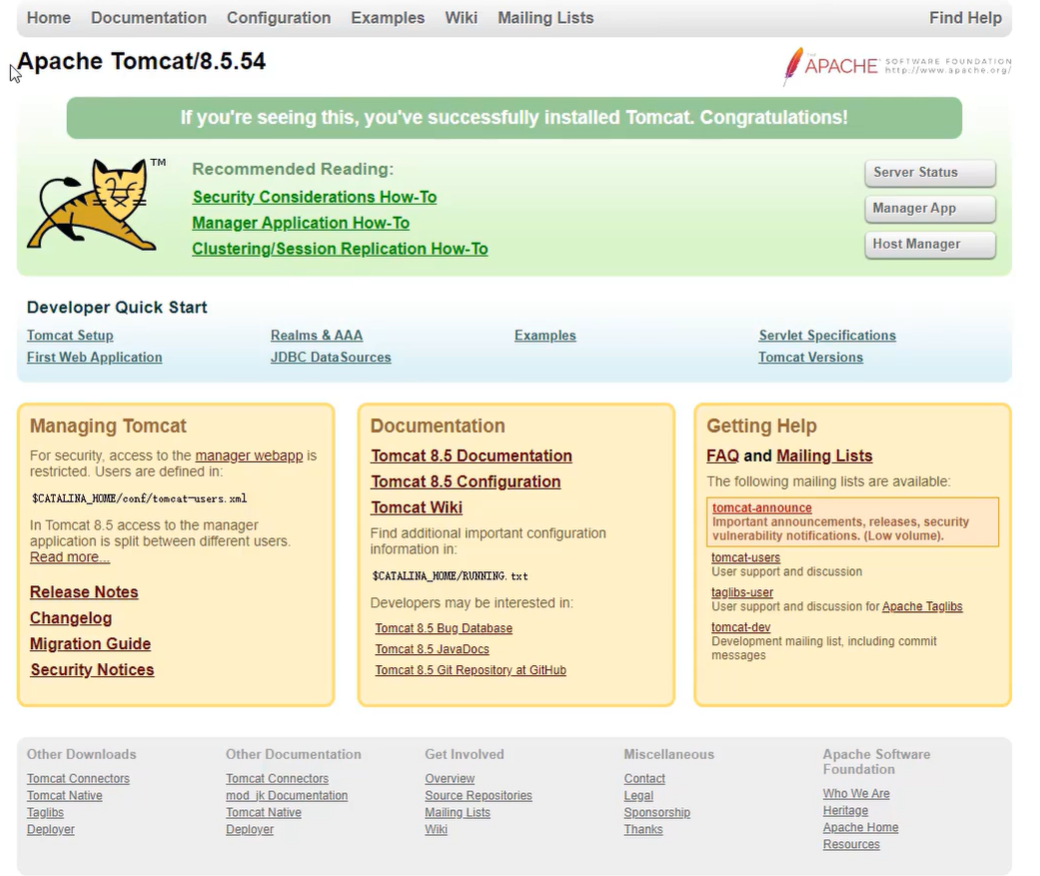 Home Documentation Configuration Examples Wiki Mailing Lists Find Help
Apache Tomcat/8.5.54
THE
APACHE™ SOFTWARE FOUNDATION
http://www.apache.org/
If you're seeing this, you've successfully installed Tomcat. Congratulations!
TM
Recommended Reading:
Security Considerations How-To
Manager Application How-To
Clustering/Session Replication How-To
Server Status
Manager App
Host Manager
Developer Quick Start
Tomcat Setup
First Web Application
Realms & AAA
JDBC DataSources
Examples
Servlet Specifications
Tomcat Versions
Managing Tomcat
For security, access to the manager webapp is
restricted. Users are defined in:
$CATALINA_HOME/conf/tomcat-users.xml
In Tomcat 8.5 access to the manager
application is split between different users.
Read more...
Release Notes
Changelog
Migration Guide
Security Notices
Documentation
Tomcat 8.5 Documentation
Tomcat 8.5 Configuration
Tomcat Wiki
Find additional important configuration
information in:
$CATALINA_HOME/RUNNING.txt
Developers may be interested in:
Tomcat 8.5 Bug Database
Tomcat 8.5 JavaDocs
Tomcat 8.5 Git Repository at GitHub
Getting Help
FAQ and Mailing Lists
The following mailing lists are available:
tomcat-announce
Important announcements, releases, security
vulnerability notifications. (Low volume).
tomcat-users
User support and discussion
taglibs-user
User support and discussion for Apache Taglibs
tomcat-dev
Development mailing list, including commit
messages
Other Downloads
Tomcat Connectors
Tomcat Native
Taglibs
Deployer
Other Documentation
Tomcat Connectors
mod_jk Documentation
Tomcat Native
Deployer
Get Involved
Overview
Source Repositories
Mailing Lists
Wiki
Miscellaneous
Contact
Legal
Sponsorship
Thanks
Apache Software
Foundation
Who We Are
Heritage
Apache Home
Resources